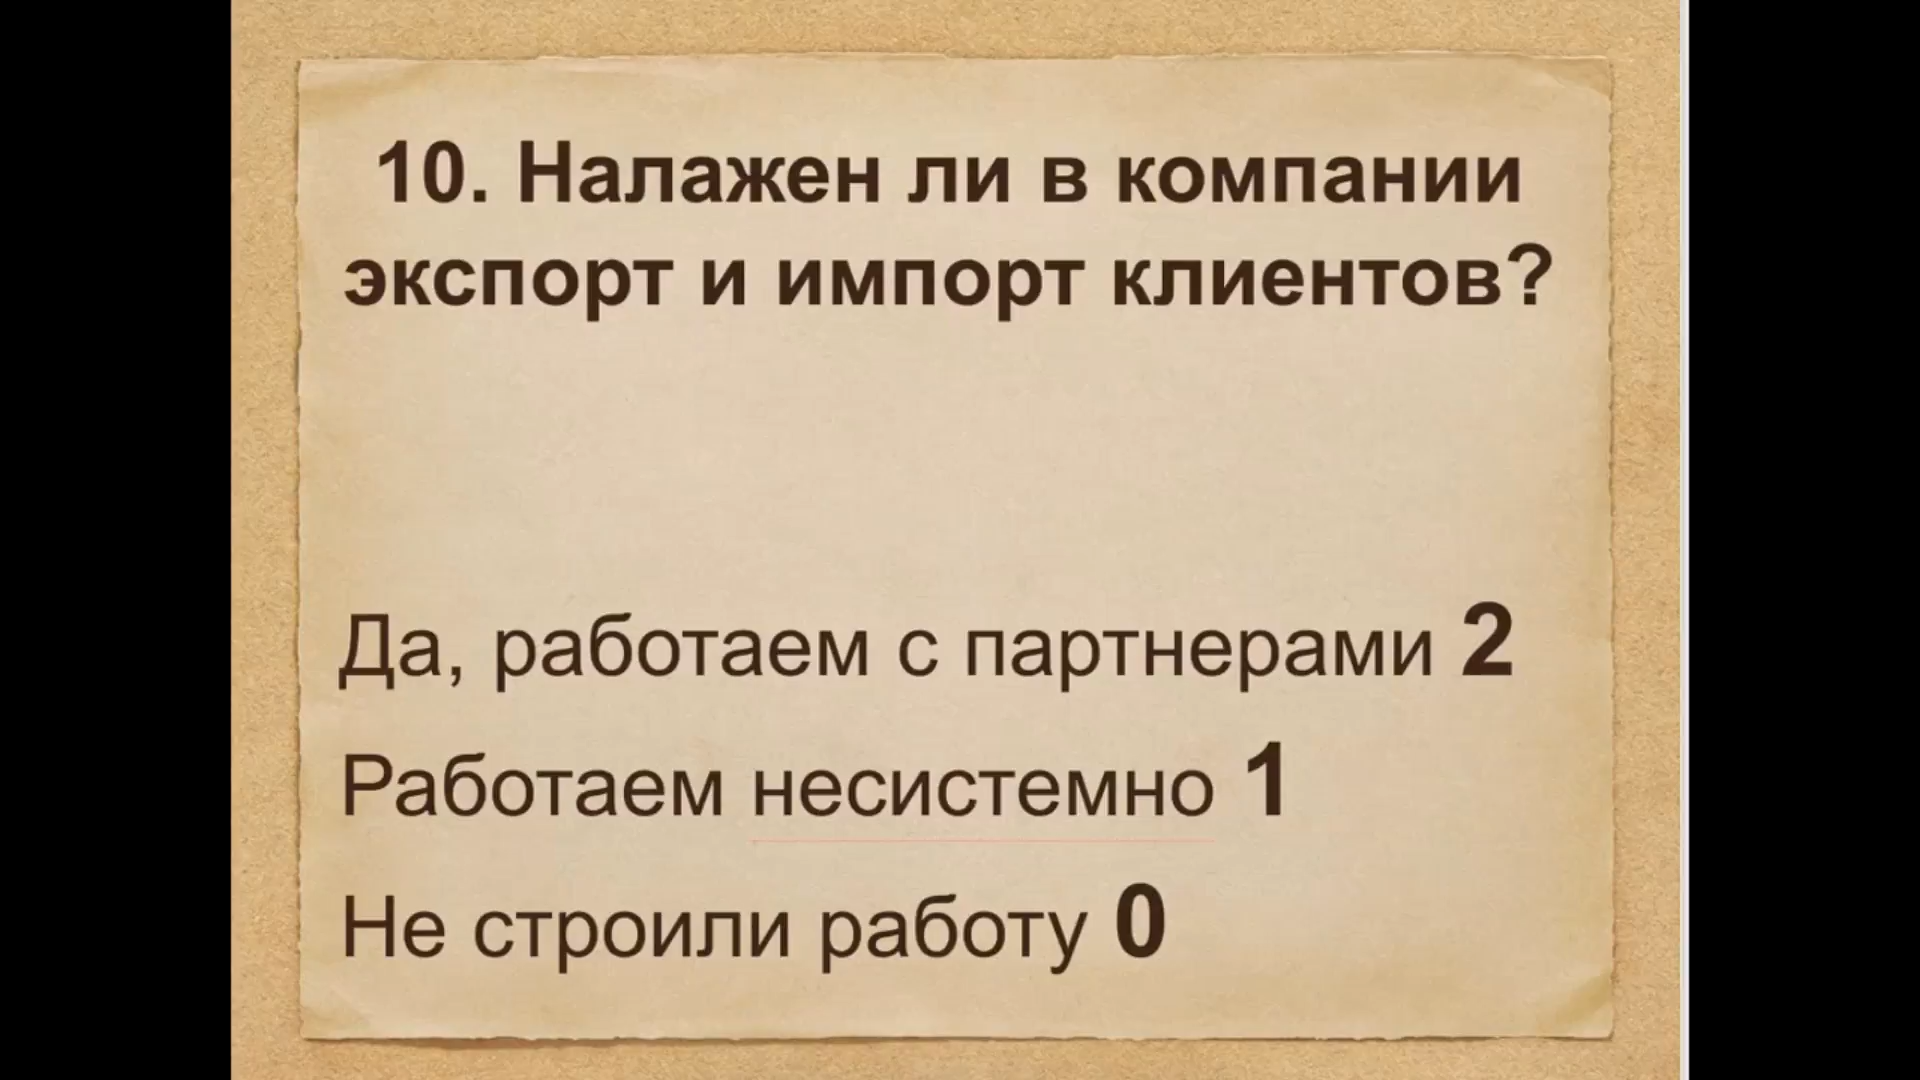 10. Налажен ли в компании
экспорт и импорт клиентов?
Да, работаем с партнерами 2
Работаем несистемно 1
Не строили работу 0